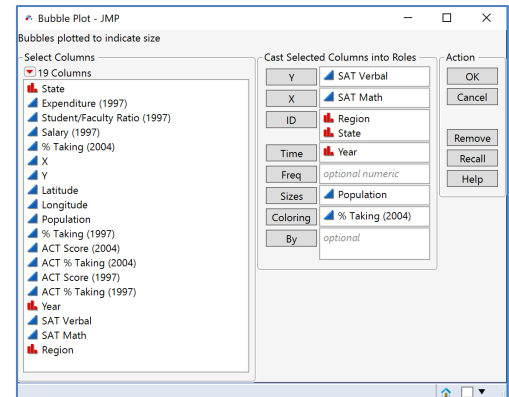 Bubble Plot - JMP
Bubbles plotted to indicate size
Select Columns
19 Columns
State
Expenditure (1997)
Student/Faculty Ratio (1997)
Salary (1997)
% Taking (2004)
X
Y
Latitude
Longitude
Population
% Taking (1997)
ACT Score (2004)
ACT % Taking (2004)
ACT Score (1997)
ACT % Taking (1997)
Year
SAT Verbal
SAT Math
Region
Cast Selected Columns into Roles
Y SAT Verbal
X SAT Math
ID Region
State
Time Year
Freq optional numeric
Sizes Population
Coloring % Taking (2004)
By optional
Action
OK
Cancel
Remove
Recall
Help